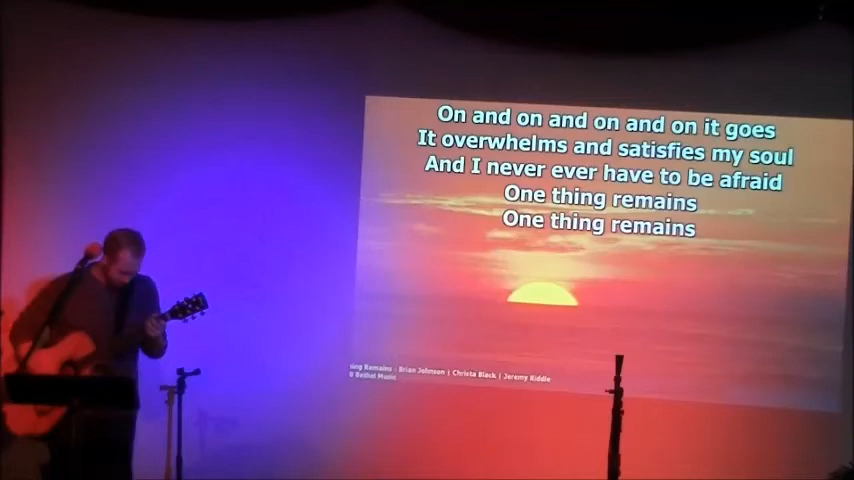 On and on and on and on it goes
It overwhelms and satisfies my soul
And I never ever have to be afraid
One thing remains
One thing remains
Remains - Brian Johnson | Christa Black | Jeremy Riddle
Bethel Music